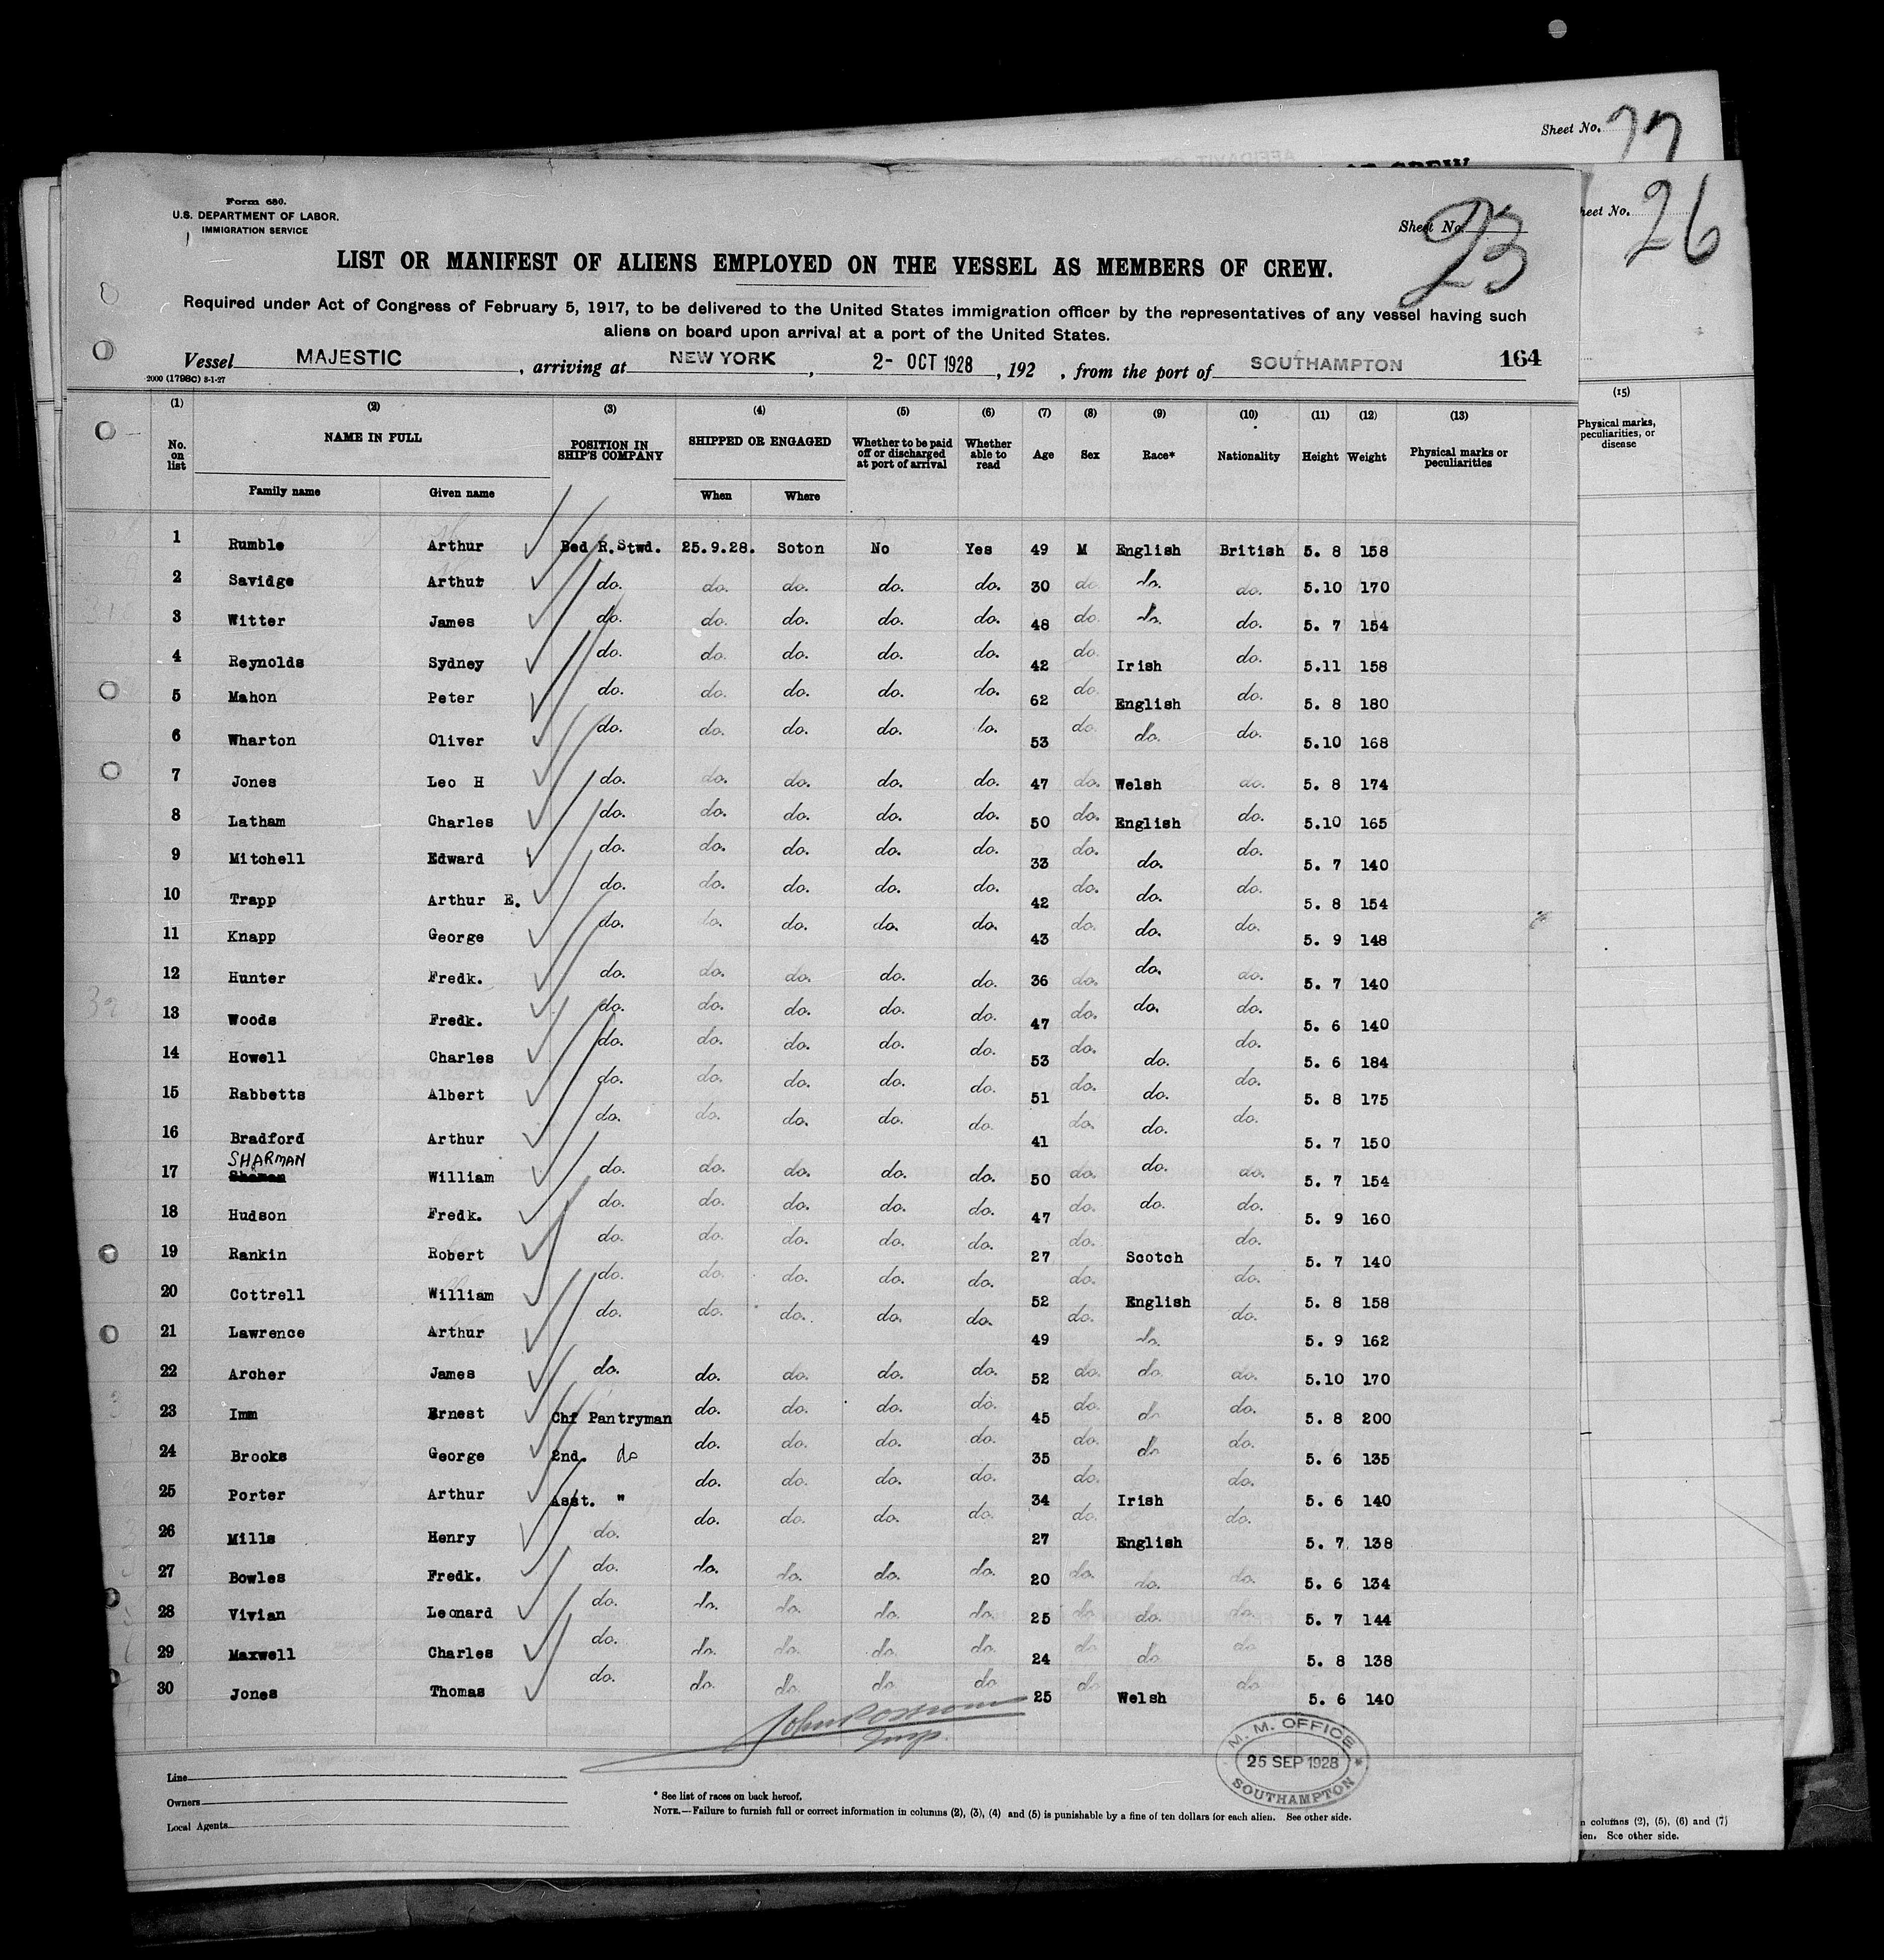 Sheet No. 27
Sheet No. 26
Form 680.
U.S. DEPARTMENT OF LABOR.
IMMIGRATION SERVICE
Sheet No. 23
LIST OR MANIFEST OF ALIENS EMPLOYED ON THE VESSEL AS MEMBERS OF CREW.
Required under Act of Congress of February 5, 1917, to be delivered to the United States immigration officer by the representatives of any vessel having such
aliens on board upon arrival at a port of the United States.
Vessel MAJESTIC, arriving at NEW YORK, 2- OCT 1928, 192 , from the port of SOUTHAMPTON 164
2000 (1798C) 8-1-27
(1) (2) (3) (4) (5) (6) (7) (8) (9) (10) (11) (12) (13) (15)
No. on list NAME IN FULL POSITION IN SHIP'S COMPANY SHIPPED OR ENGAGED Whether to be paid off or discharged at port of arrival Whether able to read Age Sex Race* Nationality Height Weight Physical marks or peculiarities Physical marks, peculiarities, or disease
Family name Given name When Where
1 Rumble Arthur Bed R. Stwd. 25.9.28. Soton No Yes 49 M English British 5. 8 158
2 Savidge Arthur do. do. do. do. do. 30 do. do. do. 5.10 170
3 Witter James do. do. do. do. do. 48 do. do. do. 5. 7 154
4 Reynolds Sydney do. do. do. do. do. 42 do. Irish do. 5.11 158
5 Mahon Peter do. do. do. do. do. 62 do. English do. 5. 8 180
6 Wharton Oliver do. do. do. do. do. 53 do. do. do. 5.10 168
7 Jones Leo H do. do. do. do. do. 47 do. Welsh do. 5. 8 174
8 Latham Charles do. do. do. do. do. 50 do. English do. 5.10 165
9 Mitchell Edward do. do. do. do. do. 33 do. do. do. 5. 7 140
10 Trapp Arthur E. do. do. do. do. do. 42 do. do. do. 5. 8 154
11 Knapp George do. do. do. do. do. 43 do. do. do. 5. 9 148
12 Hunter Fredk. do. do. do. do. do. 36 do. do. do. 5. 7 140
13 Woods Fredk. do. do. do. do. do. 47 do. do. do. 5. 6 140
14 Howell Charles do. do. do. do. do. 53 do. do. do. 5. 6 184
15 Rabbetts Albert do. do. do. do. do. 51 do. do. do. 5. 8 175
16 Bradford Arthur do. do. do. do. do. 41 do. do. do. 5. 7 150
SHARMAN
17 Shaman William do. do. do. do. do. 50 do. do. do. 5. 7 154
18 Hudson Fredk. do. do. do. do. do. 47 do. do. do. 5. 9 160
19 Rankin Robert do. do. do. do. do. 27 do. Scotch do. 5. 7 140
20 Cottrell William do. do. do. do. do. 52 do. English do. 5. 8 158
21 Lawrence Arthur do. do. do. do. do. 49 do. do. do. 5. 9 162
22 Archer James do. do. do. do. do. 52 do. do. do. 5.10 170
23 Imm Ernest Chf Pantryman do. do. do. do. 45 do. do do. 5. 8 200
24 Brooks George 2nd. do do. do. do. do. 35 do. do do. 5. 6 135
25 Porter Arthur Asst. " do. do. do. do. 34 do. Irish do. 5. 6 140
26 Mills Henry do. do. do. do. do. 27 do. English do. 5. 7. 138
27 Bowles Fredk. do. do. do. do. do. 20 do. do. do. 5. 6 134
28 Vivian Leonard do. do. do. do. do. 25 do. do. do. 5. 7 144
29 Maxwell Charles do. do. do. do. do. 24 do. do do 5. 8 138
30 Jones Thomas do. do. do. do. do 25 do Welsh do 5. 6 140
M. M. OFFICE
25 SEP 1928
SOUTHAMPTON
Line
Owners
Local Agents
* See list of races on back hereof.
NOTE.—Failure to furnish full or correct information in columns (2), (3), (4) and (5) is punishable by a fine of ten dollars for each alien. See other side.
columns (2), (5), (6) and (7)
See other side.